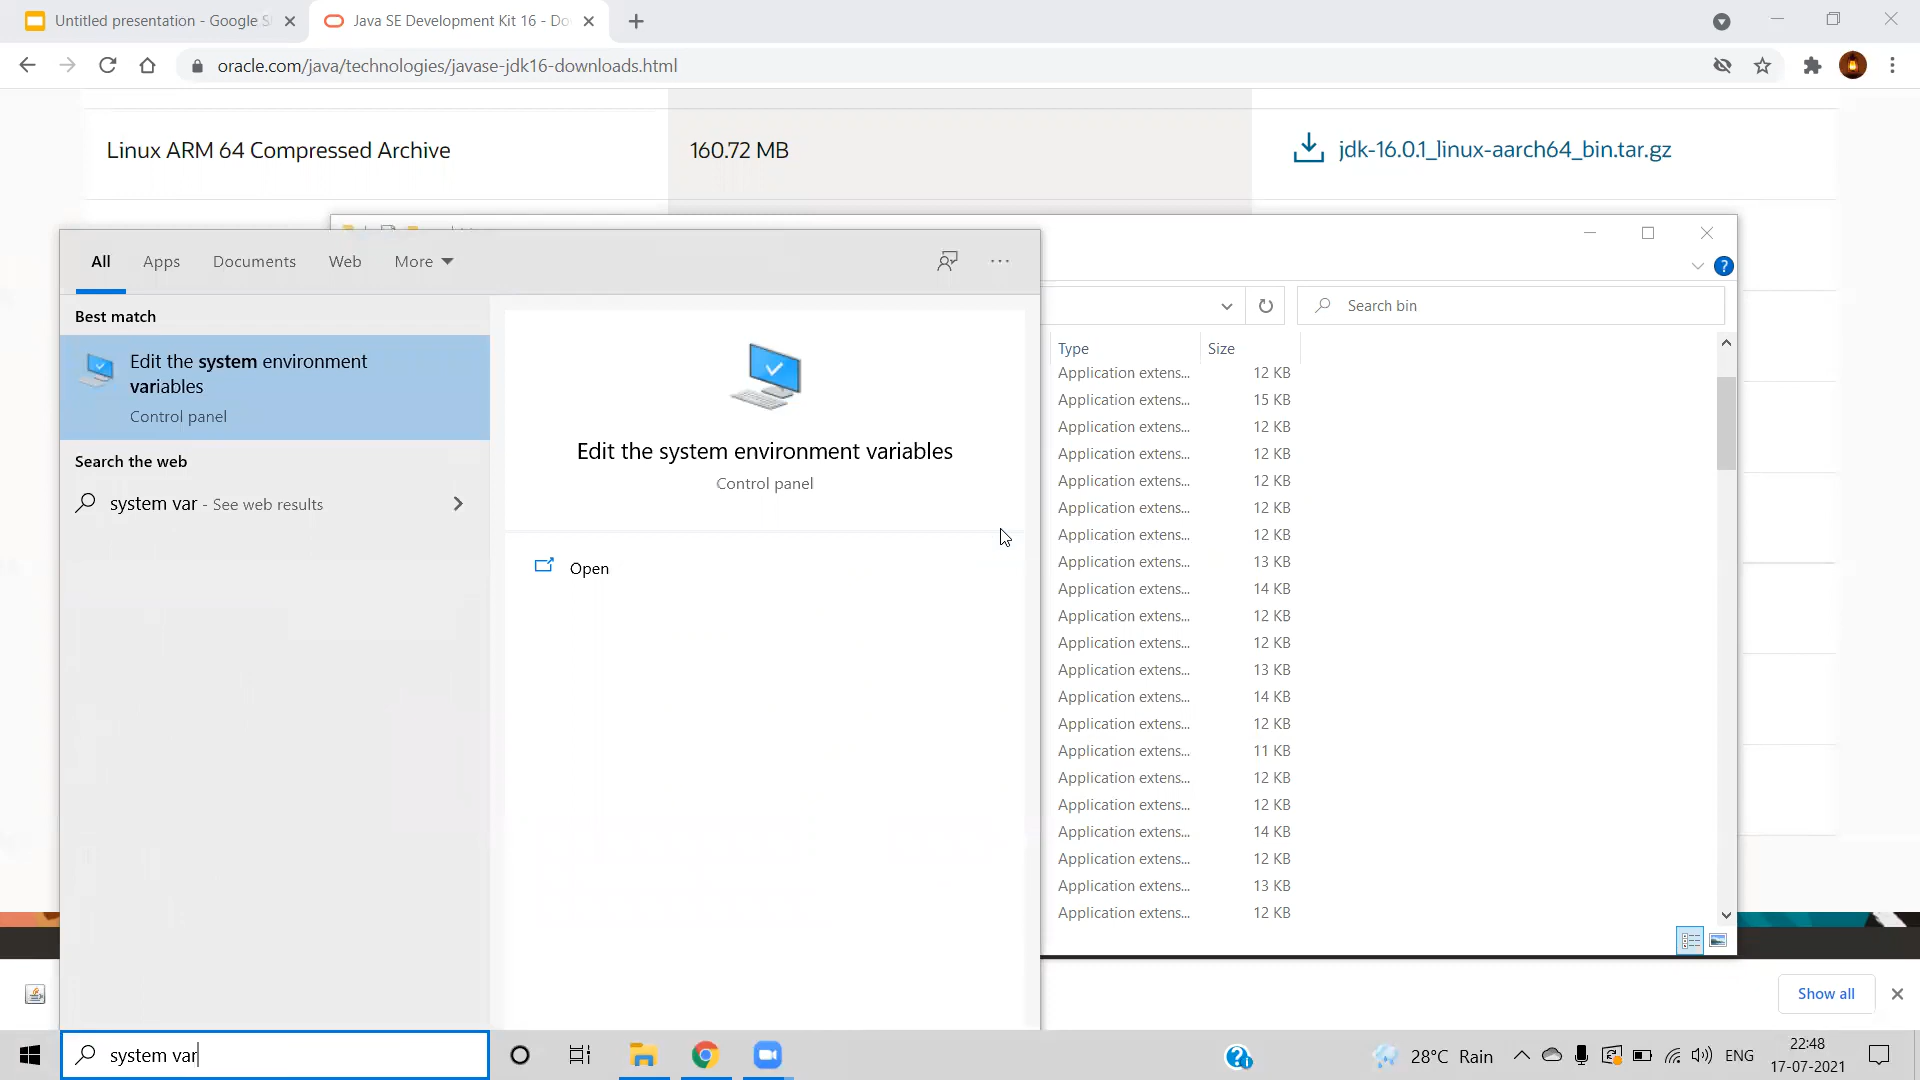 Untitled presentation - Google S
Java SE Development Kit 16 - Do
oracle.com/java/technologies/javase-jdk16-downloads.html
Linux ARM 64 Compressed Archive
160.72 MB
jdk-16.0.1_linux-aarch64_bin.tar.gz
All
Apps
Documents
Web
More
Best match
Edit the system environment
variables
Control panel
Search the web
system var - See web results
Edit the system environment variables
Control panel
Open
?
Search bin
Type
Size
Application extens... 12 KB
Application extens... 15 KB
Application extens... 12 KB
Application extens... 12 KB
Application extens... 12 KB
Application extens... 12 KB
Application extens... 12 KB
Application extens... 13 KB
Application extens... 14 KB
Application extens... 12 KB
Application extens... 12 KB
Application extens... 13 KB
Application extens... 14 KB
Application extens... 12 KB
Application extens... 11 KB
Application extens... 12 KB
Application extens... 12 KB
Application extens... 14 KB
Application extens... 12 KB
Application extens... 13 KB
Application extens... 12 KB
Show all
system var
28°C Rain
ENG
22:48
17-07-2021